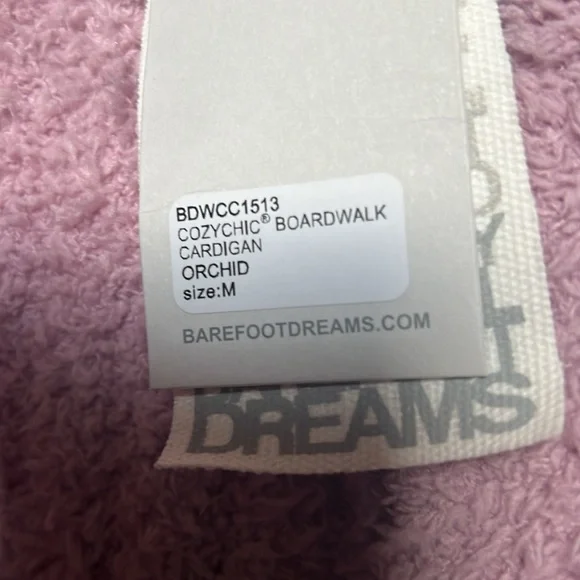 BDWCC1513
COZYCHIC® BOARDWALK
CARDIGAN
ORCHID
size:M
BAREFOOTDREAMS.COM
DREAMS